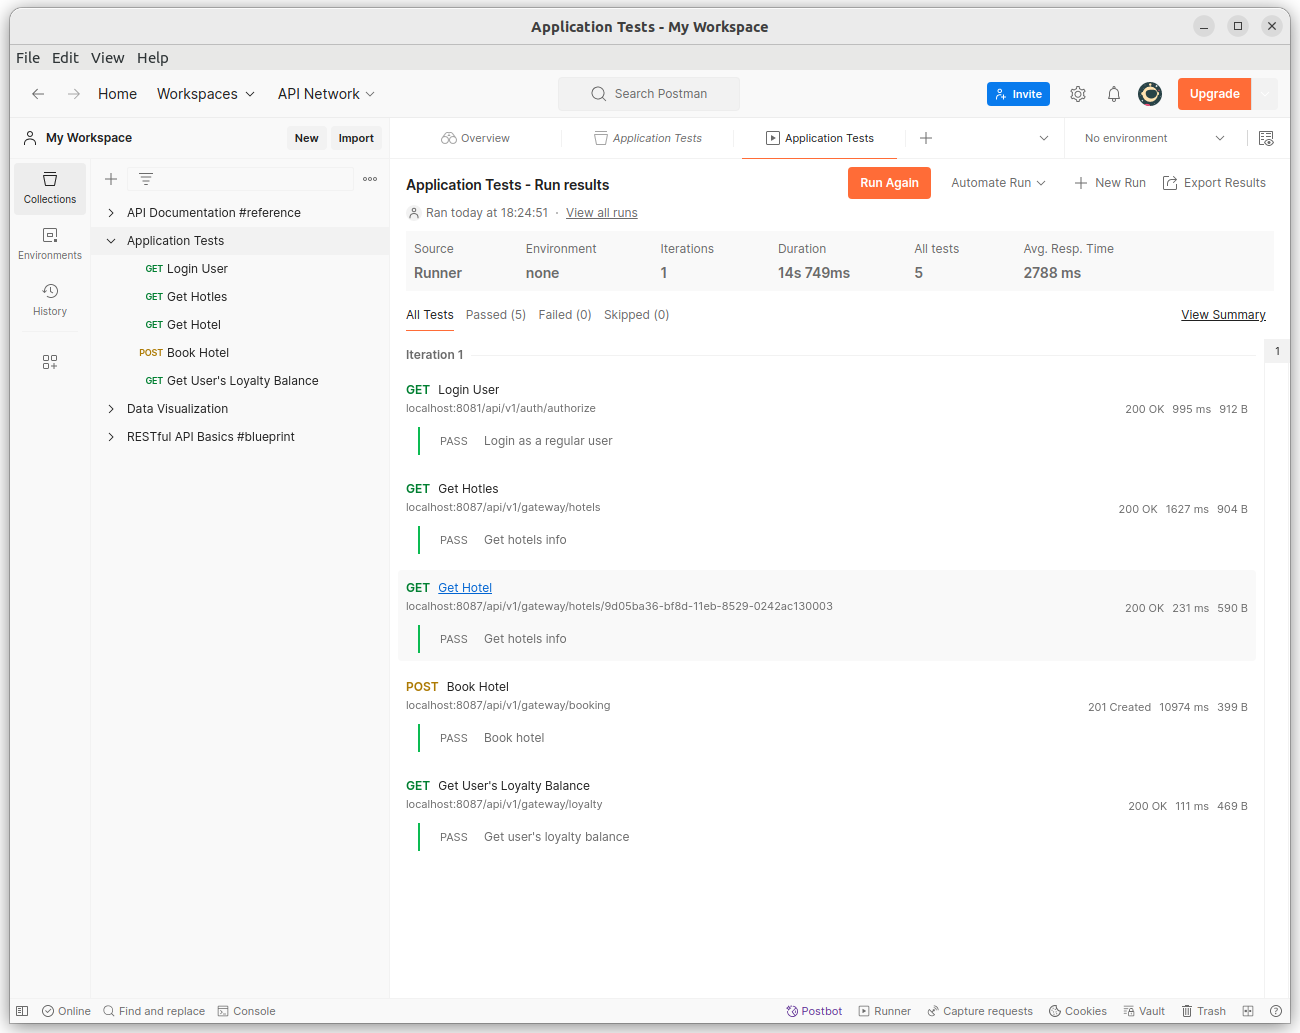 Application Tests - My Workspace
File Edit View Help
Home Workspaces API Network Search Postman Invite Upgrade
My Workspace New Import Overview Application Tests Application Tests No environment
Collections
Environments
History
API Documentation #reference
Application Tests
GET Login User
GET Get Hotles
GET Get Hotel
POST Book Hotel
GET Get User's Loyalty Balance
Data Visualization
RESTful API Basics #blueprint
Application Tests - Run results Run Again Automate Run New Run Export Results
Ran today at 18:24:51 · View all runs
Source Environment Iterations Duration All tests Avg. Resp. Time
Runner none 1 14s 749ms 5 2788 ms
All Tests Passed (5) Failed (0) Skipped (0) View Summary
Iteration 1 1
GET Login User
localhost:8081/api/v1/auth/authorize 200 OK 995 ms 912 B
PASS Login as a regular user
GET Get Hotles
localhost:8087/api/v1/gateway/hotels 200 OK 1627 ms 904 B
PASS Get hotels info
GET Get Hotel
localhost:8087/api/v1/gateway/hotels/9d05ba36-bf8d-11eb-8529-0242ac130003 200 OK 231 ms 590 B
PASS Get hotels info
POST Book Hotel
localhost:8087/api/v1/gateway/booking 201 Created 10974 ms 399 B
PASS Book hotel
GET Get User's Loyalty Balance
localhost:8087/api/v1/gateway/loyalty 200 OK 111 ms 469 B
PASS Get user's loyalty balance
Online Find and replace Console Postbot Runner Capture requests Cookies Vault Trash